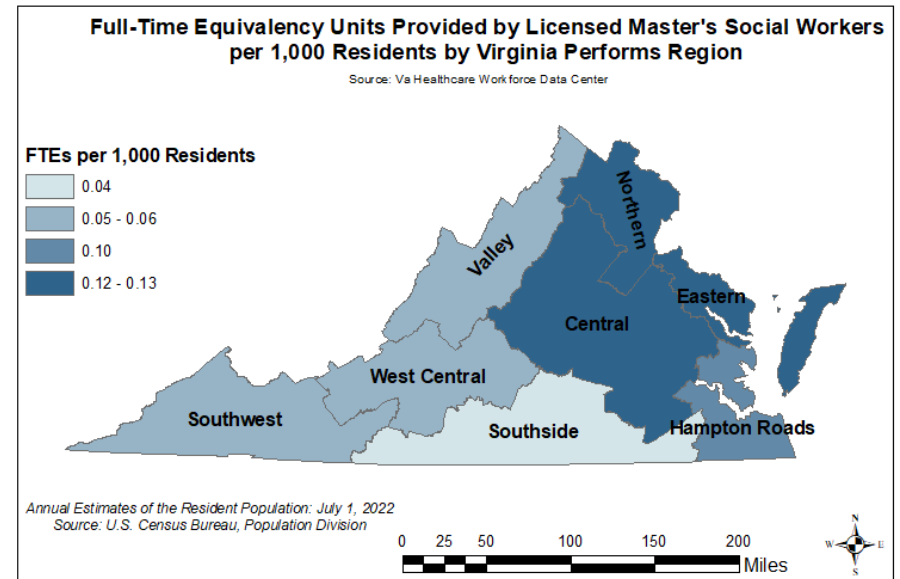 Full-Time Equivalency Units Provided by Licensed Master's Social Workers
per 1,000 Residents by Virginia Performs Region
Source: Va Healthcare Workforce Data Center
FTEs per 1,000 Residents
0.04
0.05 - 0.06
0.10
0.12 - 0.13
Northern
Valley
Eastern
Central
West Central
Southwest
Southside
Hampton Roads
Annual Estimates of the Resident Population: July 1, 2022
Source: U.S. Census Bureau, Population Division
0 25 50 100 150 200
Miles
N
W E
S